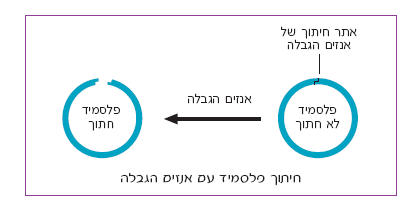 אתר חיתוך של
אנזים הגבלה
פלסמיד
לא חתוך
אנזים הגבלה
פלסמיד
חתוך
חיתוך פלסמיד עם אנזים הגבלה